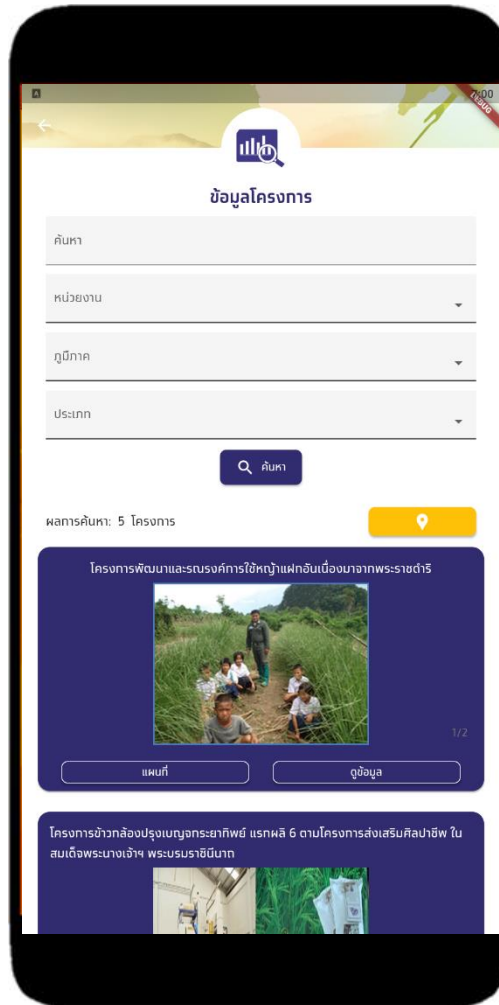 7:00
DEBUG
ข้อมูลโครงการ
ค้นหา
หน่วยงาน
ภูมิภาค
ประเภท
ค้นหา
ผลการค้นหา: 5 โครงการ
โครงการพัฒนาและรณรงค์การใช้หญ้าแฝกอันเนื่องมาจากพระราชดำริ
1/2
แผนที่
ดูข้อมูล
โครงการข้าวกล้องปรุงเบญจกระยาทิพย์ แรกผลิ 6 ตามโครงการส่งเสริมศิลปาชีพ ใน
สมเด็จพระนางเจ้าฯ พระบรมราชินีนาถ